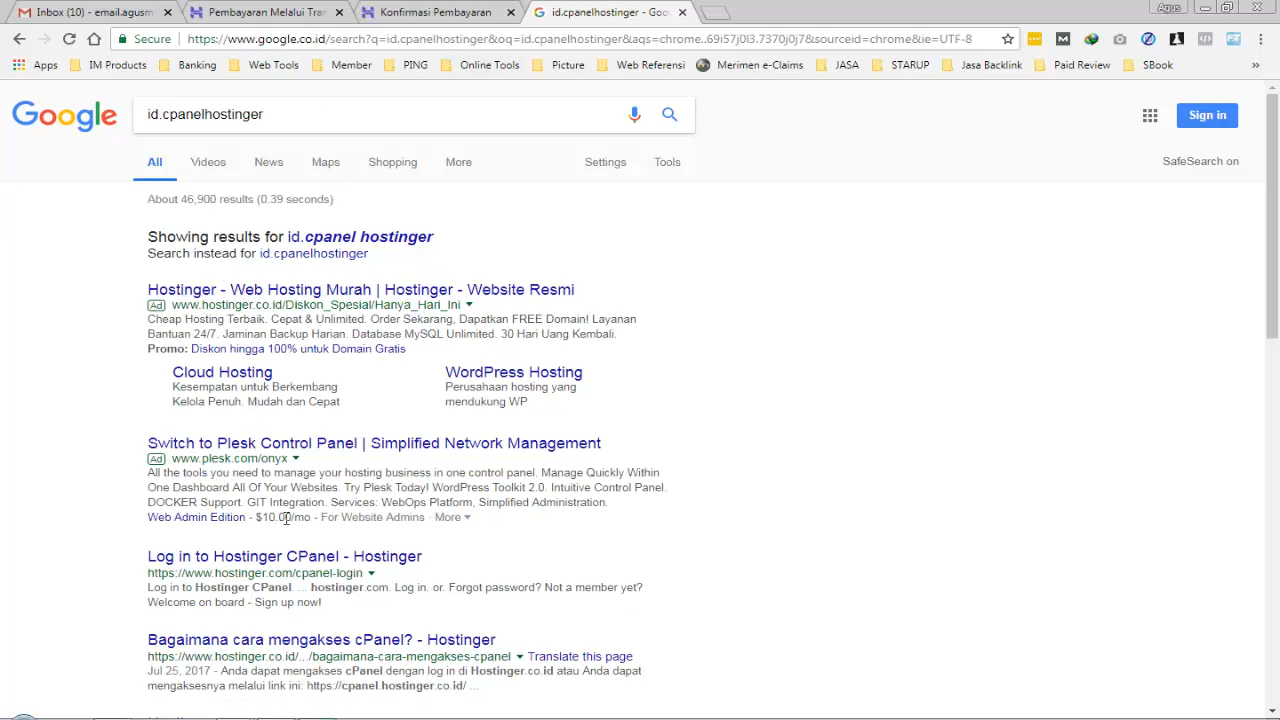 Inbox (10) - email.agusm
Pembayaran Melalui Tra
Konfirmasi Pembayaran
id.cpanelhostinger - Goo
Agus
Secure
https://www.google.co.id/search?q=id.cpanelhostinger&oq=id.cpanelhostinger&aqs=chrome..69i57j0l3.7370j0j7&sourceid=chrome&ie=UTF-8
Apps IM Products Banking Web Tools Member PING Online Tools Picture Web Referensi Merimen e-Claims JASA STARUP Jasa Backlink Paid Review SBook »
Google
id.cpanelhostinger
Sign in
All Videos News Maps Shopping More Settings Tools
SafeSearch on
About 46,900 results (0.39 seconds)
Showing results for id.cpanel hostinger
Search instead for id.cpanelhostinger
Hostinger - Web Hosting Murah | Hostinger - Website Resmi
Ad www.hostinger.co.id/Diskon_Spesial/Hanya_Hari_Ini
Cheap Hosting Terbaik. Cepat & Unlimited. Order Sekarang, Dapatkan FREE Domain! Layanan
Bantuan 24/7. Jaminan Backup Harian. Database MySQL Unlimited. 30 Hari Uang Kembali.
Promo: Diskon hingga 100% untuk Domain Gratis
Cloud Hosting
Kesempatan untuk Berkembang
Kelola Penuh. Mudah dan Cepat
WordPress Hosting
Perusahaan hosting yang
mendukung WP
Switch to Plesk Control Panel | Simplified Network Management
Ad www.plesk.com/onyx
All the tools you need to manage your hosting business in one control panel. Manage Quickly Within
One Dashboard All Of Your Websites. Try Plesk Today! WordPress Toolkit 2.0. Intuitive Control Panel.
DOCKER Support. GIT Integration. Services: WebOps Platform, Simplified Administration.
Web Admin Edition - $10.00/mo - For Website Admins · More
Log in to Hostinger CPanel - Hostinger
https://www.hostinger.com/cpanel-login
Log in to Hostinger CPanel. ... hostinger.com. Log in. or. Forgot password? Not a member yet?
Welcome on board - Sign up now!
Bagaimana cara mengakses cPanel? - Hostinger
https://www.hostinger.co.id/.../bagaimana-cara-mengakses-cpanel Translate this page
Jul 25, 2017 - Anda dapat mengakses cPanel dengan log in di Hostinger.co.id atau Anda dapat
mengaksesnya melalui link ini: https://cpanel.hostinger.co.id/ ...